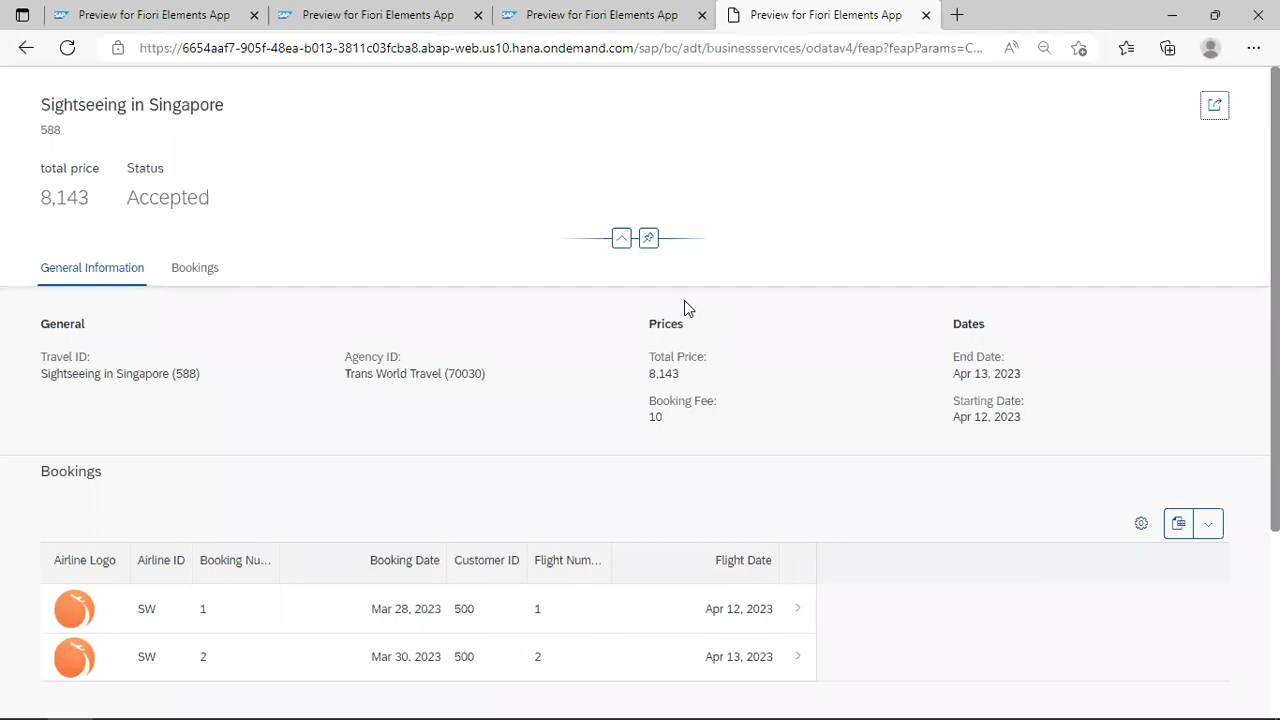 Preview for Fiori Elements App
Preview for Fiori Elements App
Preview for Fiori Elements App
Preview for Fiori Elements App
https://6654aaf7-905f-48ea-b013-3811c03fcba8.abap-web.us10.hana.ondemand.com/sap/bc/adt/businessservices/odatav4/feap?feapParams=C...
Sightseeing in Singapore
588
total price Status
8,143 Accepted
General Information Bookings
General Prices Dates
Travel ID: Agency ID: Total Price: End Date:
Sightseeing in Singapore (588) Trans World Travel (70030) 8,143 Apr 13, 2023
Booking Fee: Starting Date:
10 Apr 12, 2023
Bookings
Airline Logo Airline ID Booking Nu... Booking Date Customer ID Flight Num... Flight Date
SW 1 Mar 28, 2023 500 1 Apr 12, 2023
SW 2 Mar 30, 2023 500 2 Apr 13, 2023